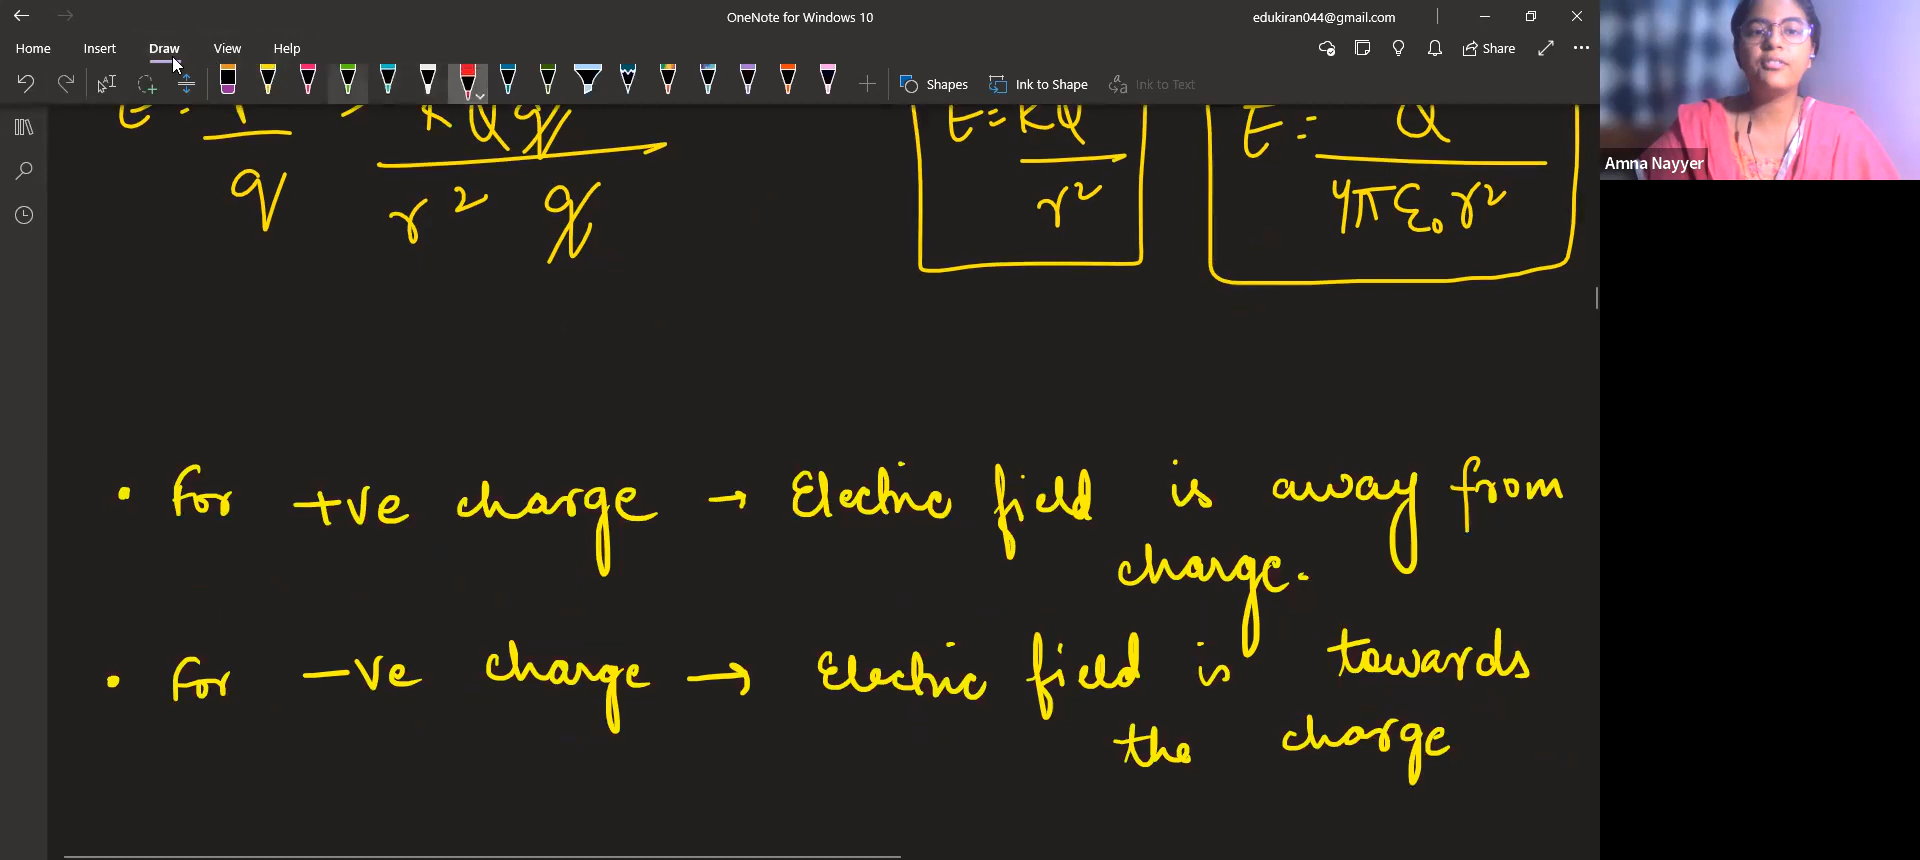 OneNote for Windows 10
edukiran044@gmail.com
Home Insert Draw View Help
Share
Shapes Ink to Shape Ink to Text
Amna Nayyer
E = = kQq
q r² q
E = kQ
r²
E = Q
4πε₀r²
• For +ve charge → Electric field is away from
charge.
• For -ve charge → Electric field is towards
the charge